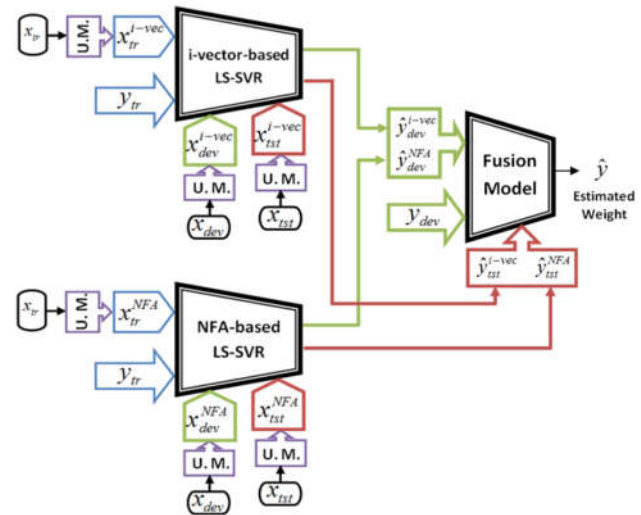 x_tr
U.M.
x_tr^{i-vec}
i-vector-based
LS-SVR
y_tr
x_dev^{i-vec}
x_tst^{i-vec}
U. M.
U. M.
x_dev
x_tst
ŷ_dev^{i-vec}
ŷ_dev^{NFA}
y_dev
Fusion
Model
ŷ
Estimated
Weight
ŷ_tst^{i-vec} ŷ_tst^{NFA}
x_tr
U. M.
x_tr^{NFA}
NFA-based
LS-SVR
y_tr
x_dev^{NFA}
x_tst^{NFA}
U. M.
U. M.
x_dev
x_tst